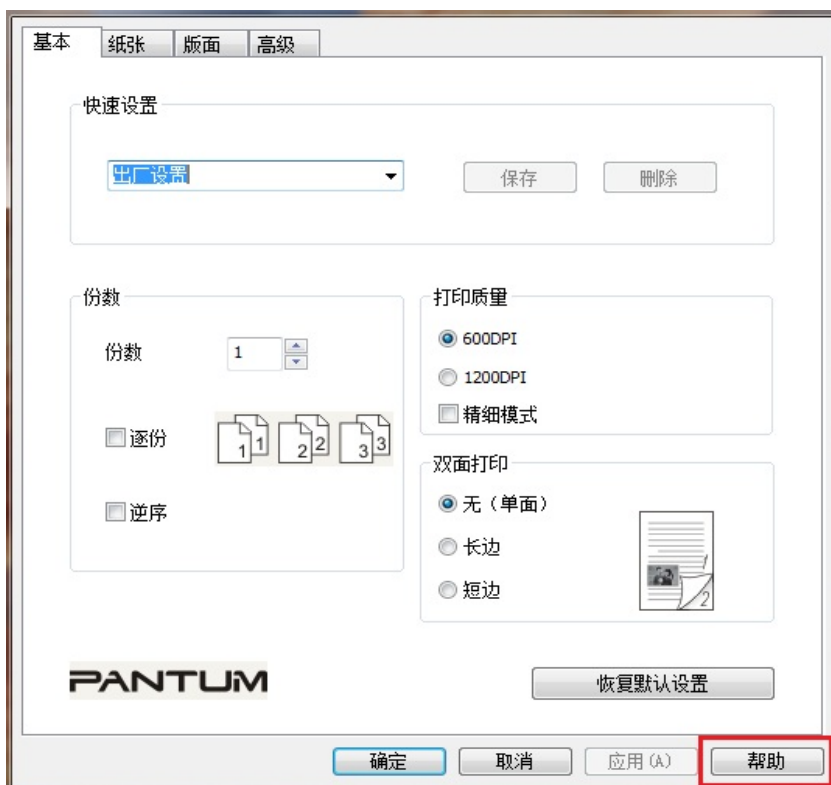 基本 纸张 版面 高级
快速设置
出厂设置 保存 删除
份数
份数 1
逐份 1 1 2 2 3 3
逆序
打印质量
600DPI
1200DPI
精细模式
双面打印
无（单面）
长边
短边
1
2
PANTUM 恢复默认设置
确定 取消 应用(A) 帮助